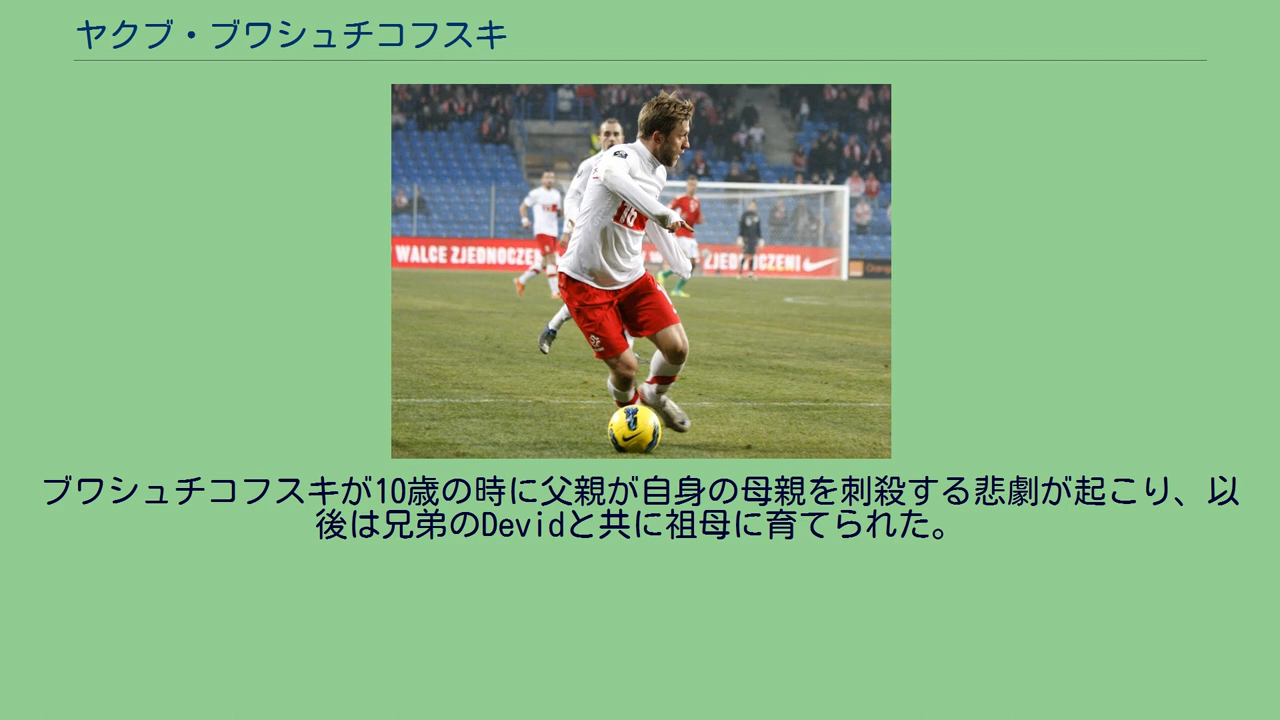 ヤクブ・ブワシュチコフスキ
16
WALCE ZJEDNOCZENI
ブワシュチコフスキが10歳の時に父親が自身の母親を刺殺する悲劇が起こり、以
後は兄弟のDevidと共に祖母に育てられた。